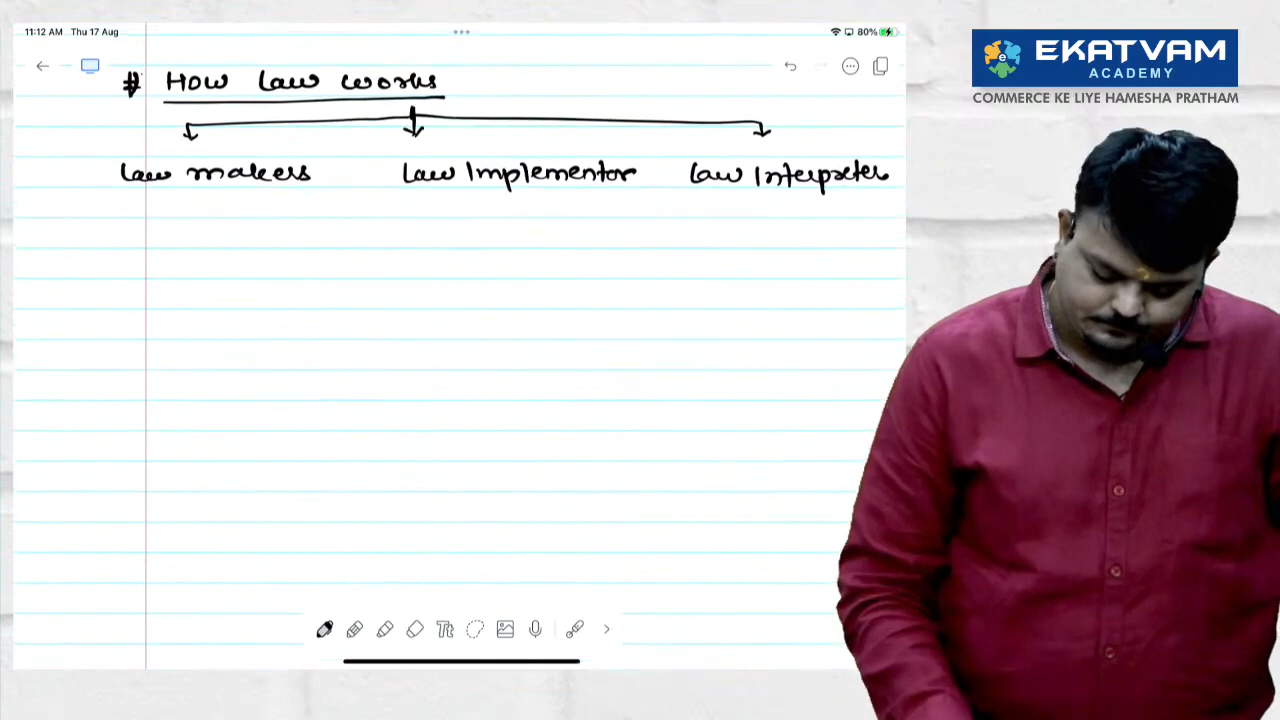 11:12 AM Thu 17 Aug
80%
EKATVAM
ACADEMY
COMMERCE KE LIYE HAMESHA PRATHAM
# How Law works
Law makers Law Implementor Law Interpreter
Tt